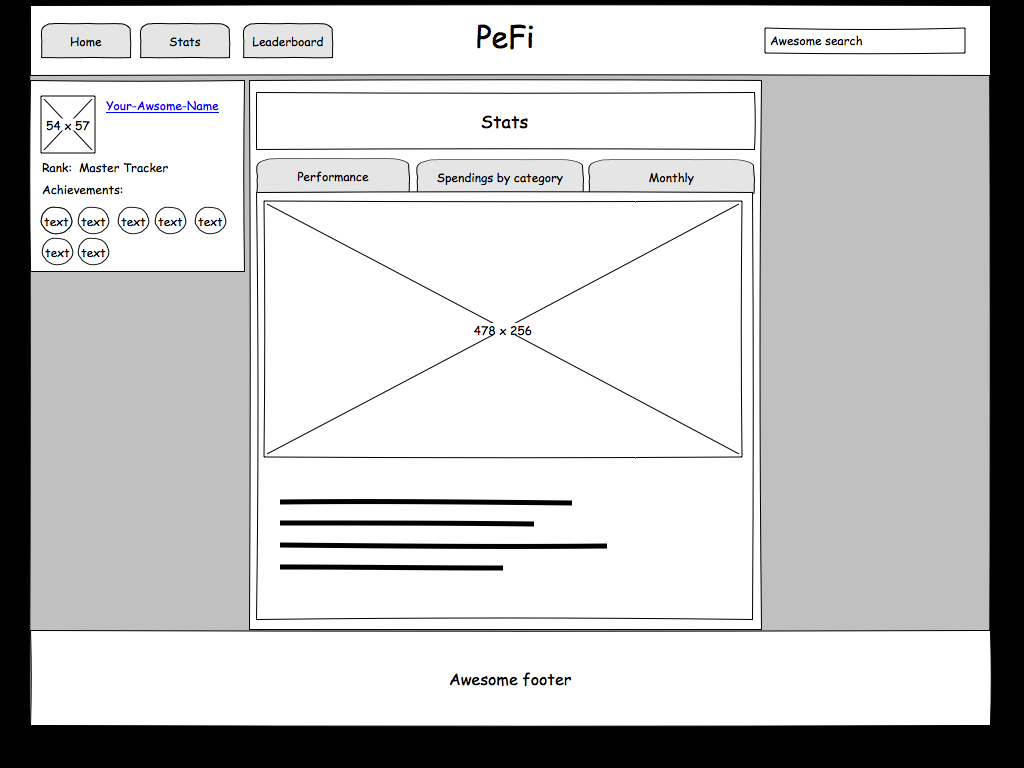 Home Stats Leaderboard PeFi Awesome search
54 x 57 Your-Awsome-Name
Rank: Master Tracker
Achievements:
text text text text text
text text
Stats
Performance Spendings by category Monthly
478 x 256
Awesome footer